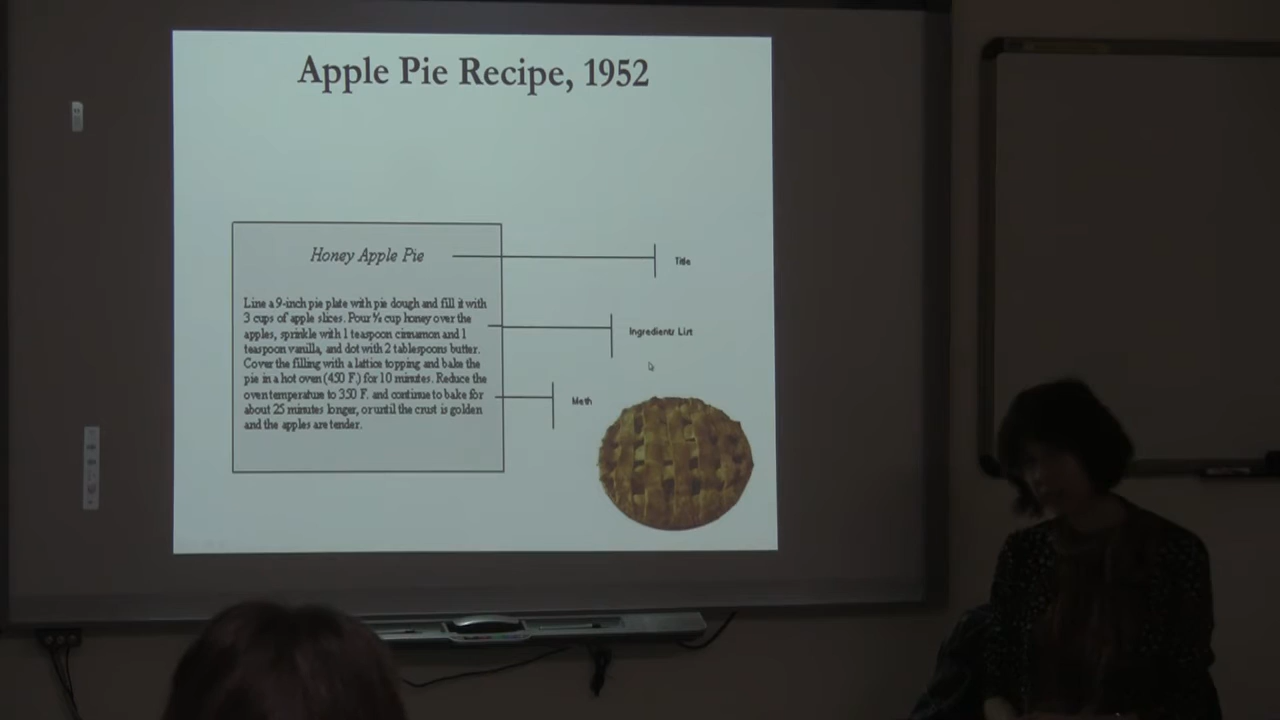 Apple Pie Recipe, 1952
Honey Apple Pie
Title
Line a 9-inch pie plate with pie dough and fill it with
3 cups of apple slices. Pour ¾ cup honey over the
apples, sprinkle with 1 teaspoon cinnamon and 1
teaspoon vanilla, and dot with 2 tablespoons butter.
Cover the filling with a lattice topping and bake the
pie in a hot oven (450 F.) for 10 minutes. Reduce the
oven temperature to 350 F. and continue to bake for
about 25 minutes longer, or until the crust is golden
and the apples are tender.
Ingredients List
Meth